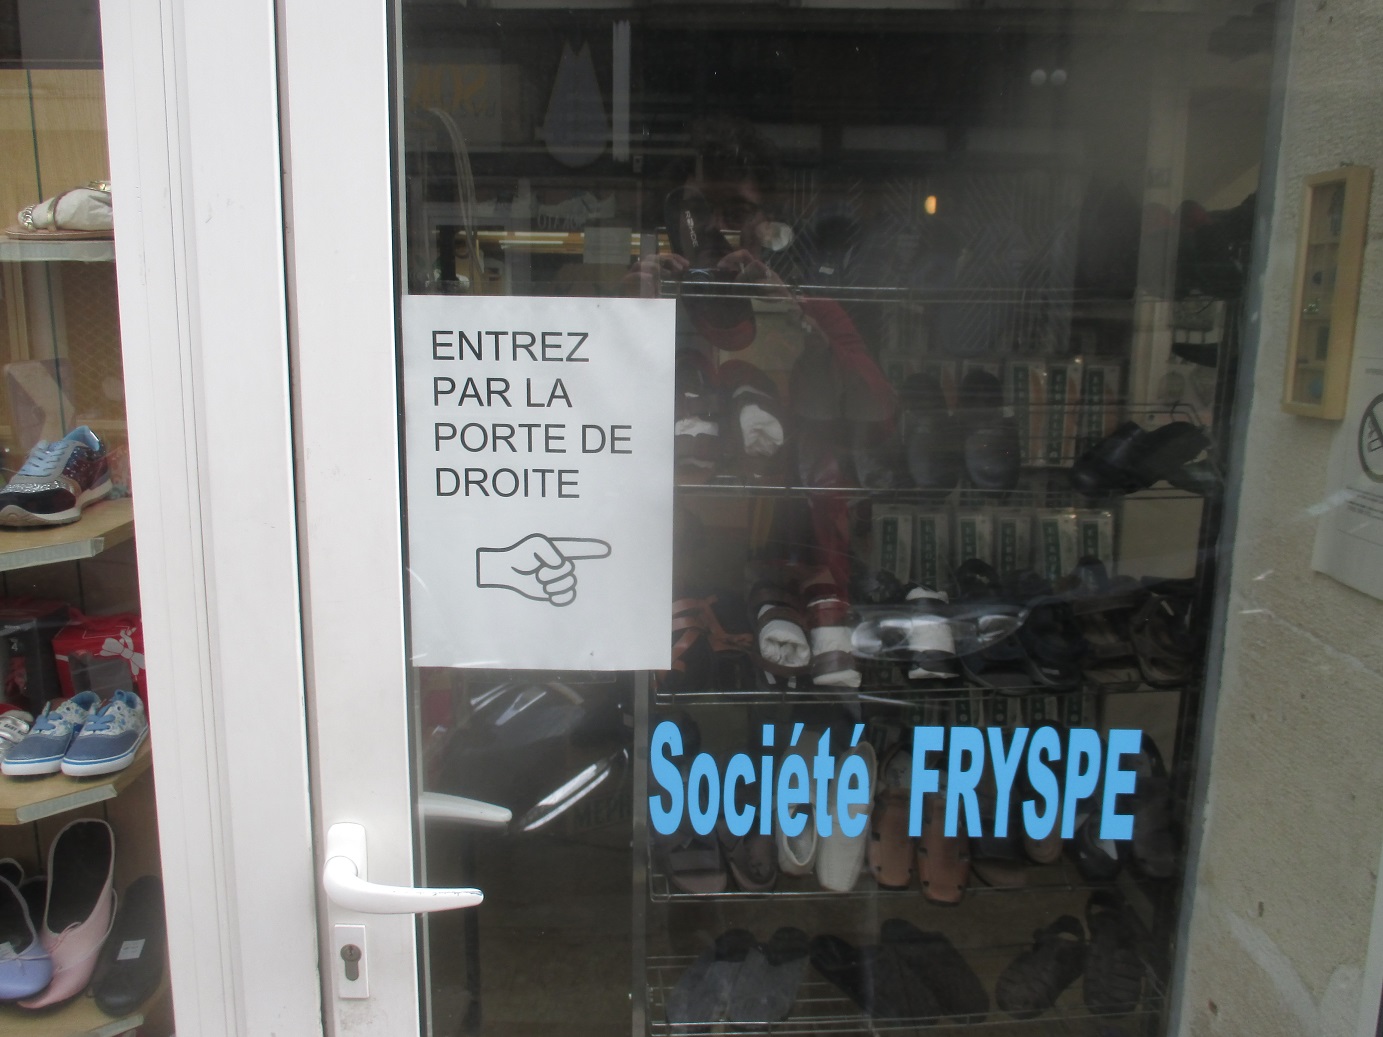 ENTREZ
PAR LA
PORTE DE
DROITE
Société FRYSPE